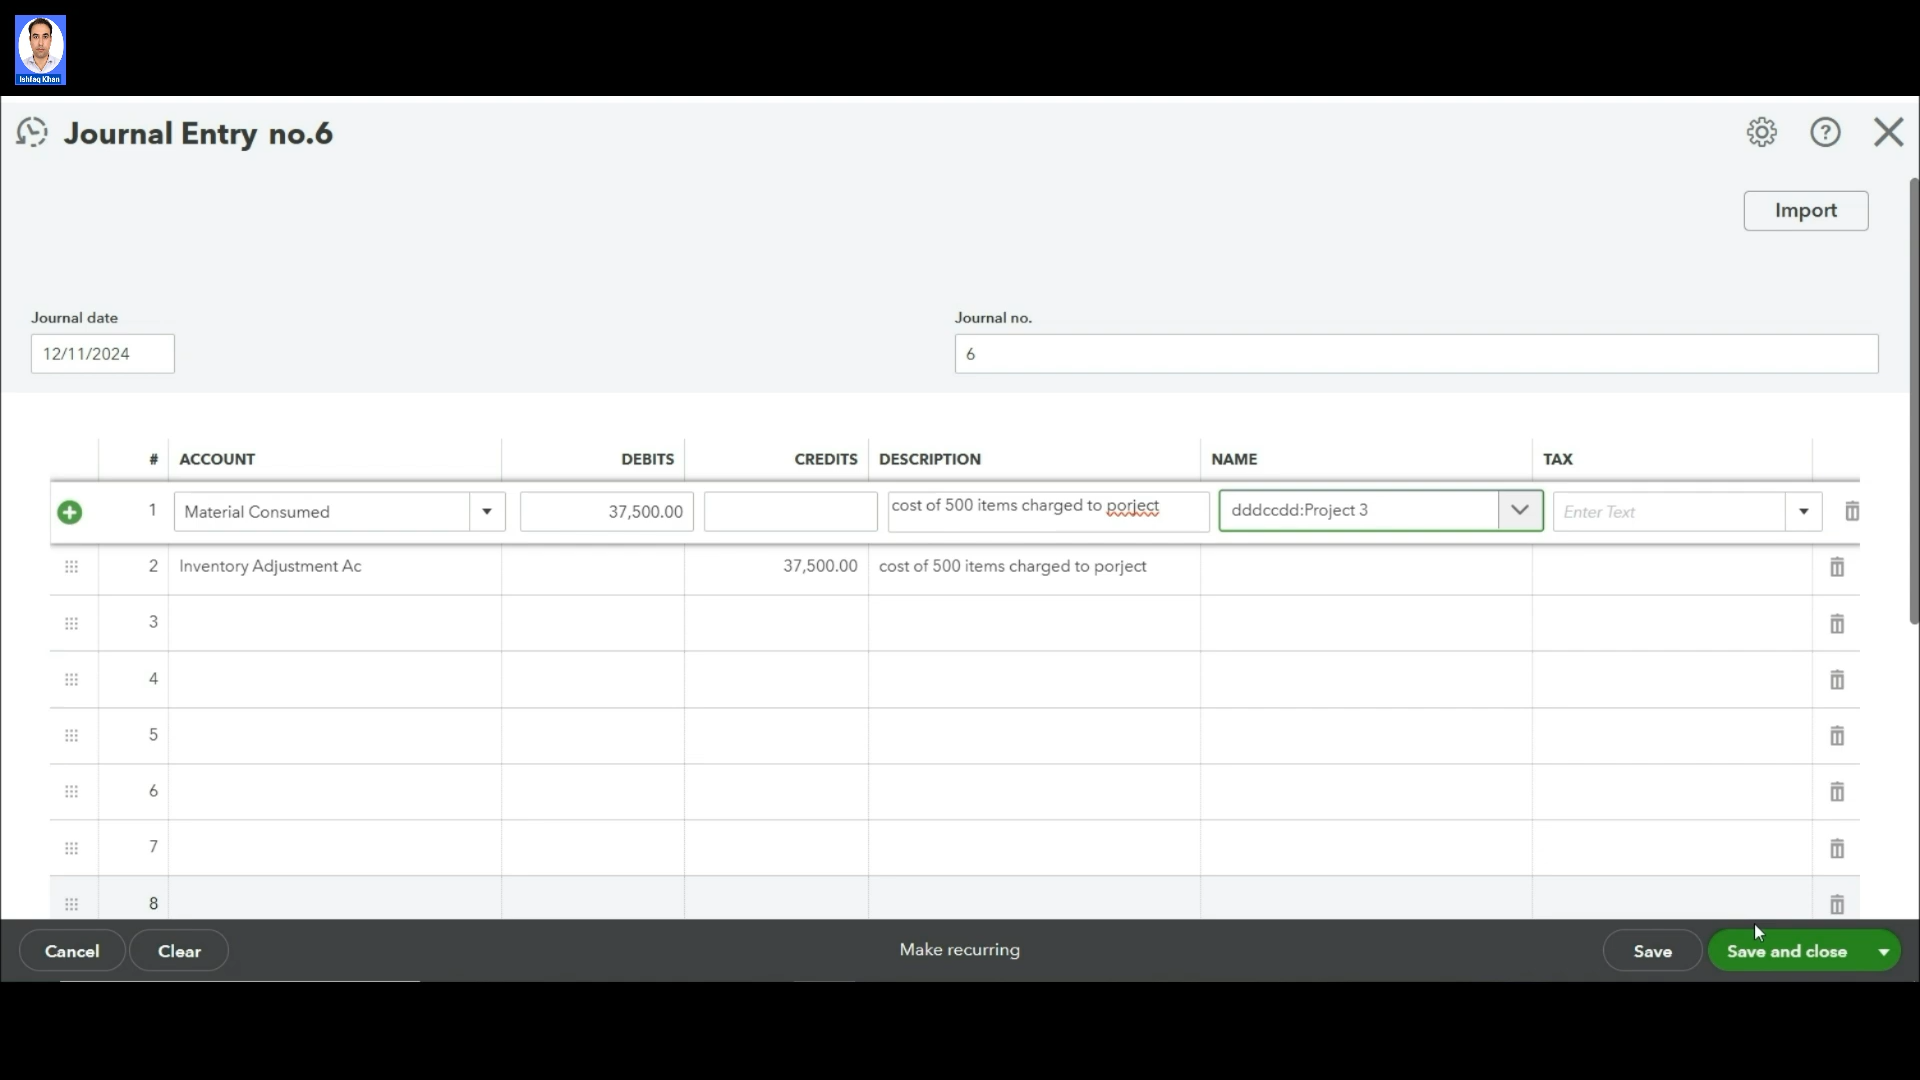 Ishfaq Khan
Journal Entry no.6
Import
Journal date
Journal no.
12/11/2024
6
# ACCOUNT DEBITS CREDITS DESCRIPTION NAME TAX
1 Material Consumed 37,500.00 cost of 500 items charged to porject dddccdd:Project 3 Enter Text
2 Inventory Adjustment Ac 37,500.00 cost of 500 items charged to porject
3
4
5
6
7
8
Cancel Clear Make recurring Save Save and close